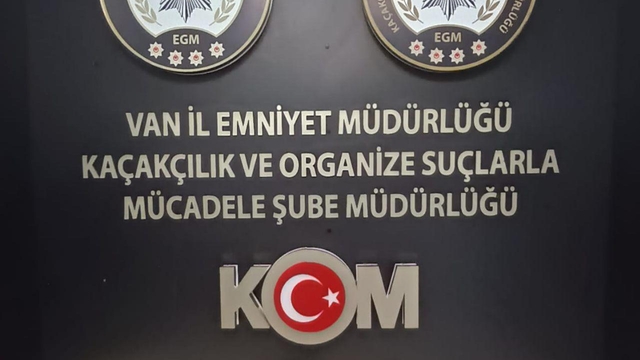 EGM
EGM
VAN İL EMNİYET MÜDÜRLÜĞÜ
KAÇAKÇILIK VE ORGANİZE SUÇLARLA
MÜCADELE ŞUBE MÜDÜRLÜĞÜ
KOM